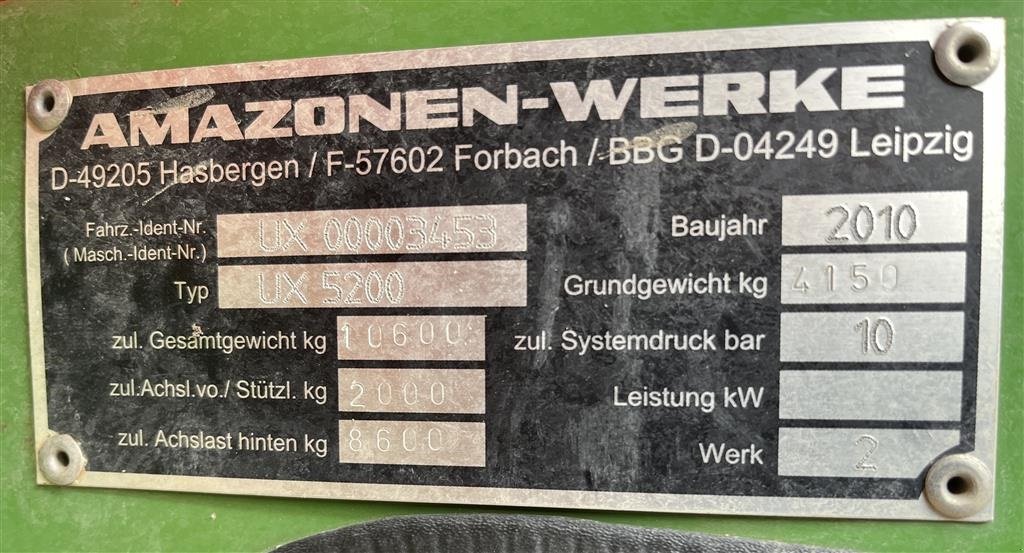 AMAZONEN-WERKE
D-49205 Hasbergen / F-57602 Forbach / BBG D-04249 Leipzig
Fahrz.-Ident-Nr. UX 00003453
( Masch.-Ident-Nr.)
Baujahr 2010
Typ UX 5200
Grundgewicht kg 4150
zul. Gesamtgewicht kg 10600
zul. Systemdruck bar 10
zul.Achsl.vo./ Stützl. kg 2000
Leistung kW
zul. Achslast hinten kg 8600
Werk 2